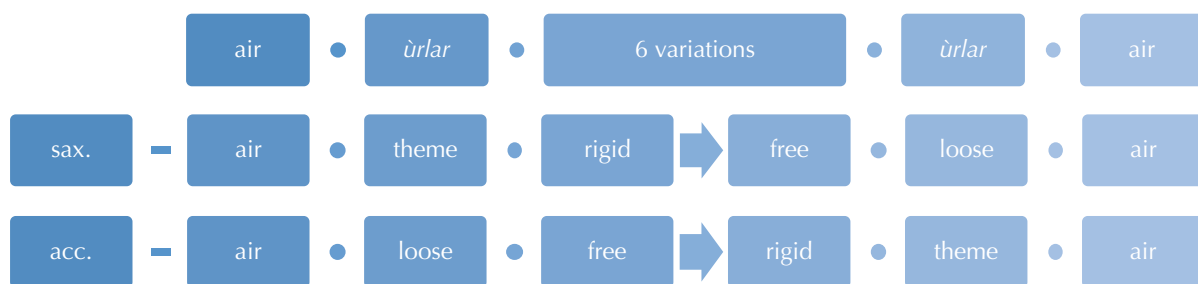 air ùrlar 6 variations ùrlar air
sax. air theme rigid free loose air
acc. air loose free rigid theme air